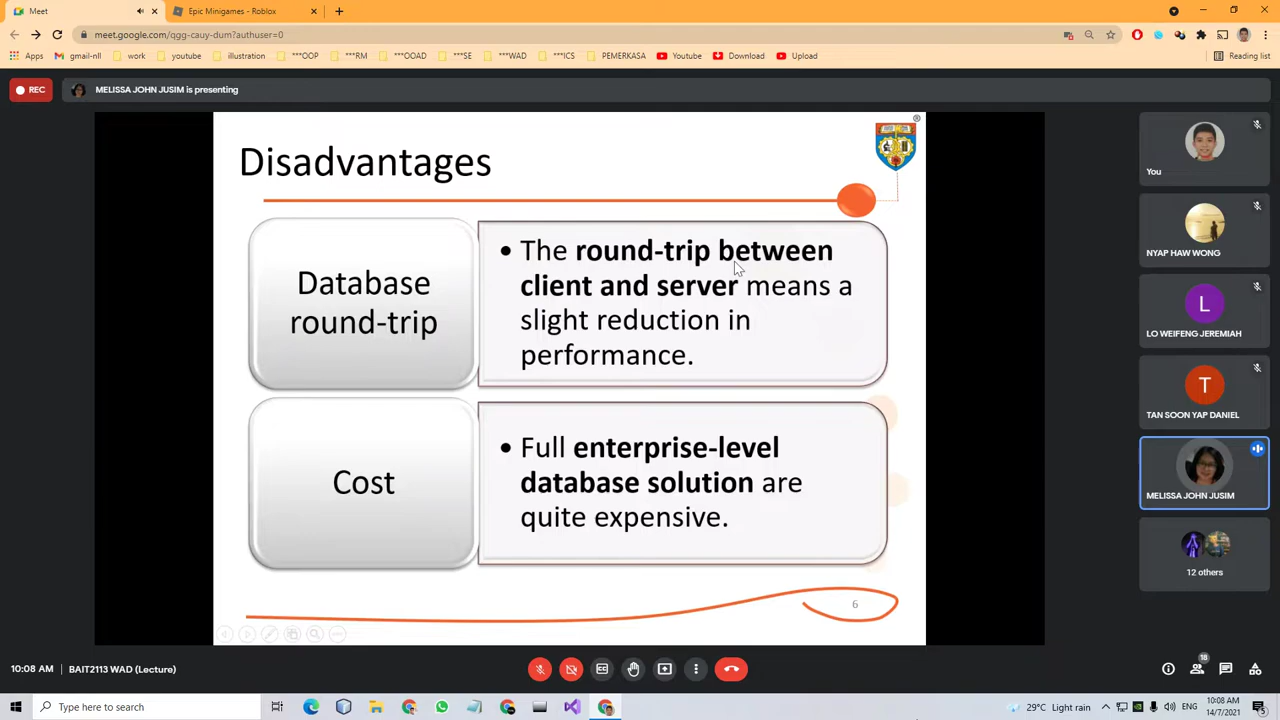 Meet
Epic Minigames - Roblox
meet.google.com/qgg-cauy-dum?authuser=0
Apps
gmail-nll
work
youtube
illustration
***OOP
***RM
***OOAD
***SE
***WAD
***ICS
PEMERKASA
Youtube
Download
Upload
Reading list
REC
MELISSA JOHN JUSIM is presenting
Disadvantages
®
Database
round-trip
• The round-trip between
client and server means a
slight reduction in
performance.
Cost
• Full enterprise-level
database solution are
quite expensive.
6
You
NYAP HAW WONG
L
LO WEIFENG JEREMIAH
T
TAN SOON YAP DANIEL
MELISSA JOHN JUSIM
12 others
10:08 AM | BAIT2113 WAD (Lecture)
18
Type here to search
29°C Light rain
10:08 AM
14/7/2021
5